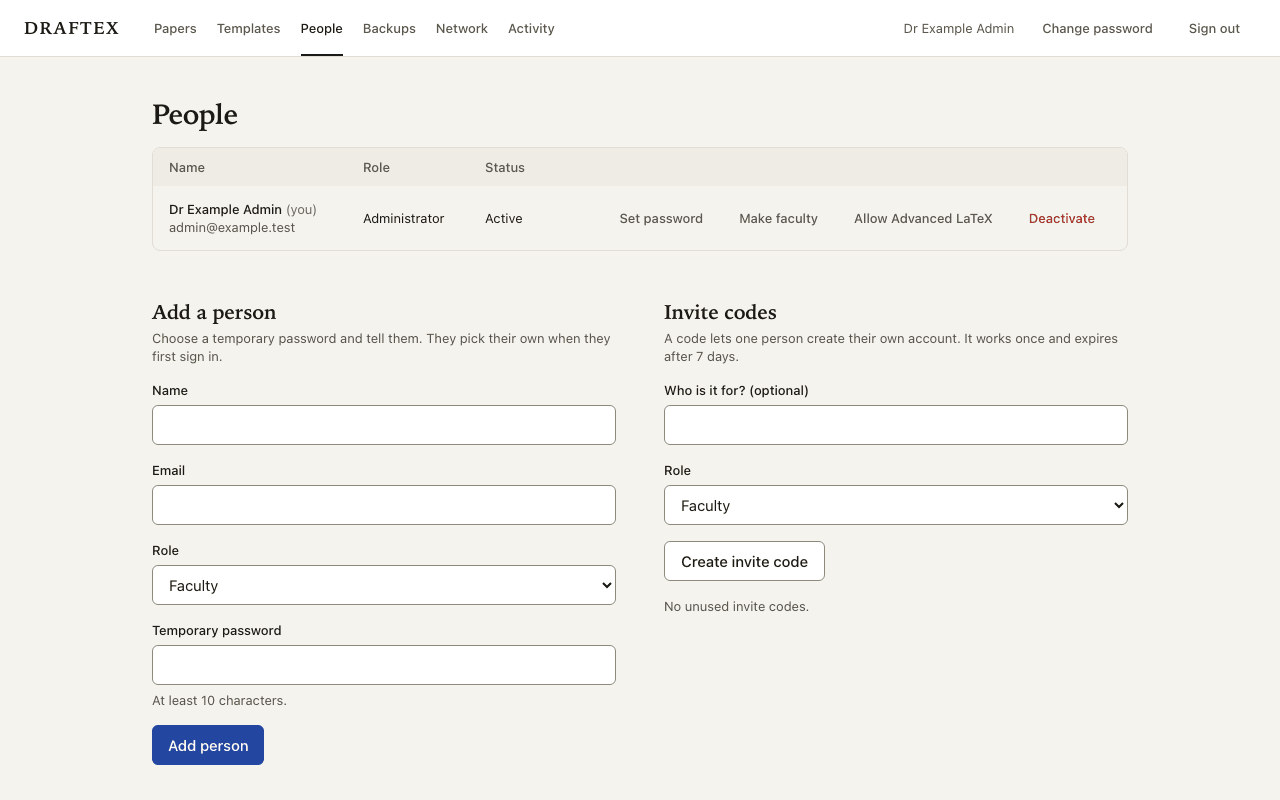 DRAFTEX Papers Templates People Backups Network Activity Dr Example Admin Change password Sign out
People
Name Role Status
Dr Example Admin (you)
admin@example.test
Administrator Active Set password Make faculty Allow Advanced LaTeX Deactivate
Add a person
Choose a temporary password and tell them. They pick their own when they
first sign in.
Name
Email
Role
Faculty
Temporary password
At least 10 characters.
Add person
Invite codes
A code lets one person create their own account. It works once and expires
after 7 days.
Who is it for? (optional)
Role
Faculty
Create invite code
No unused invite codes.